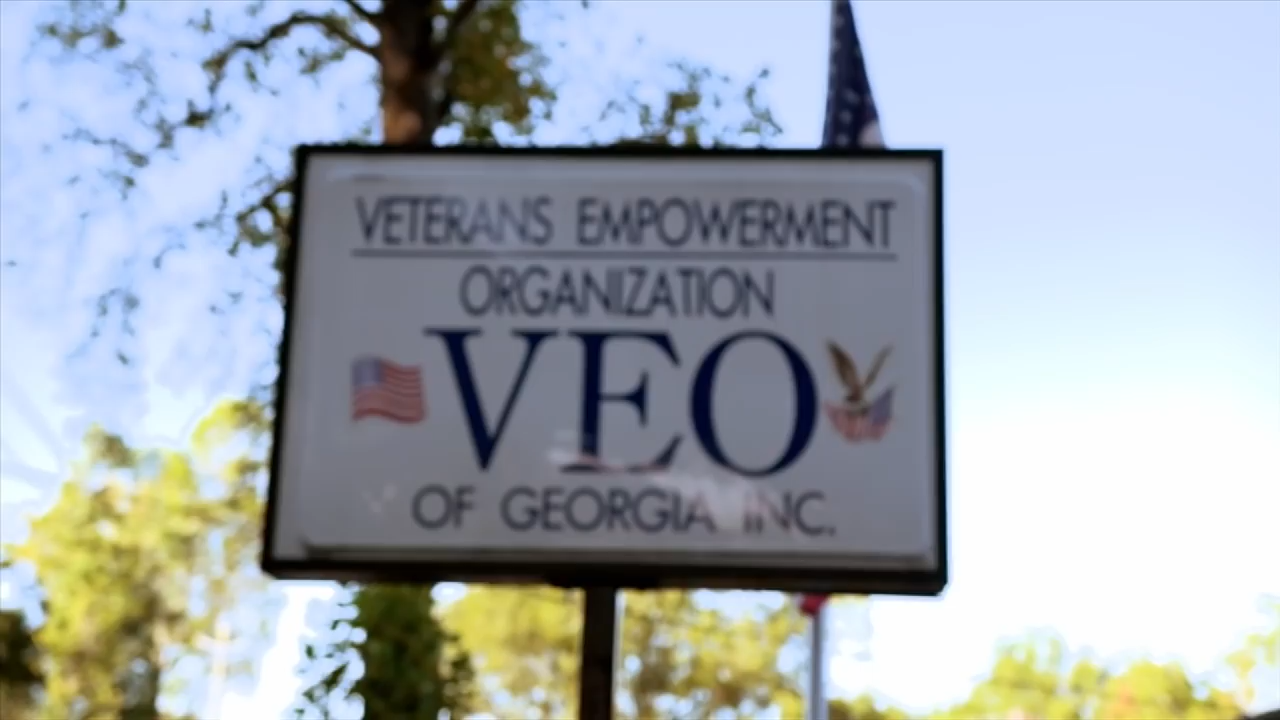 VETERANS EMPOWERMENT
ORGANIZATION
VEO
OF GEORGIA INC.